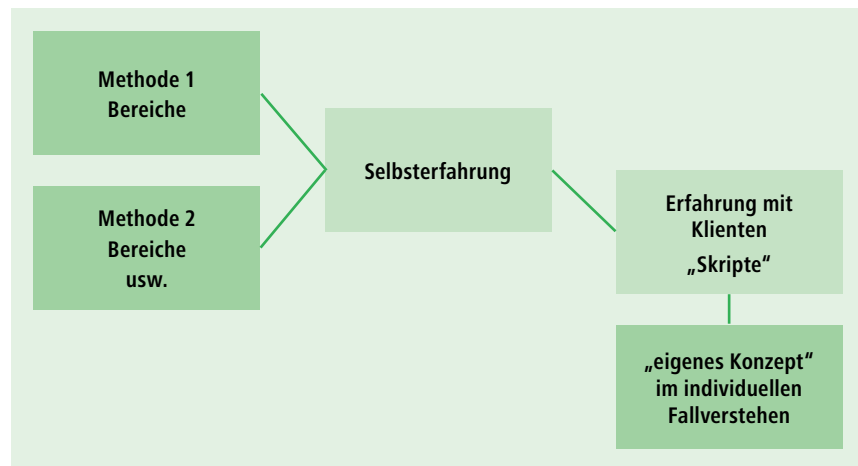 Methode 1
Bereiche
Methode 2
Bereiche
usw.
Selbsterfahrung
Erfahrung mit
Klienten
„Skripte“
„eigenes Konzept“
im individuellen
Fallverstehen